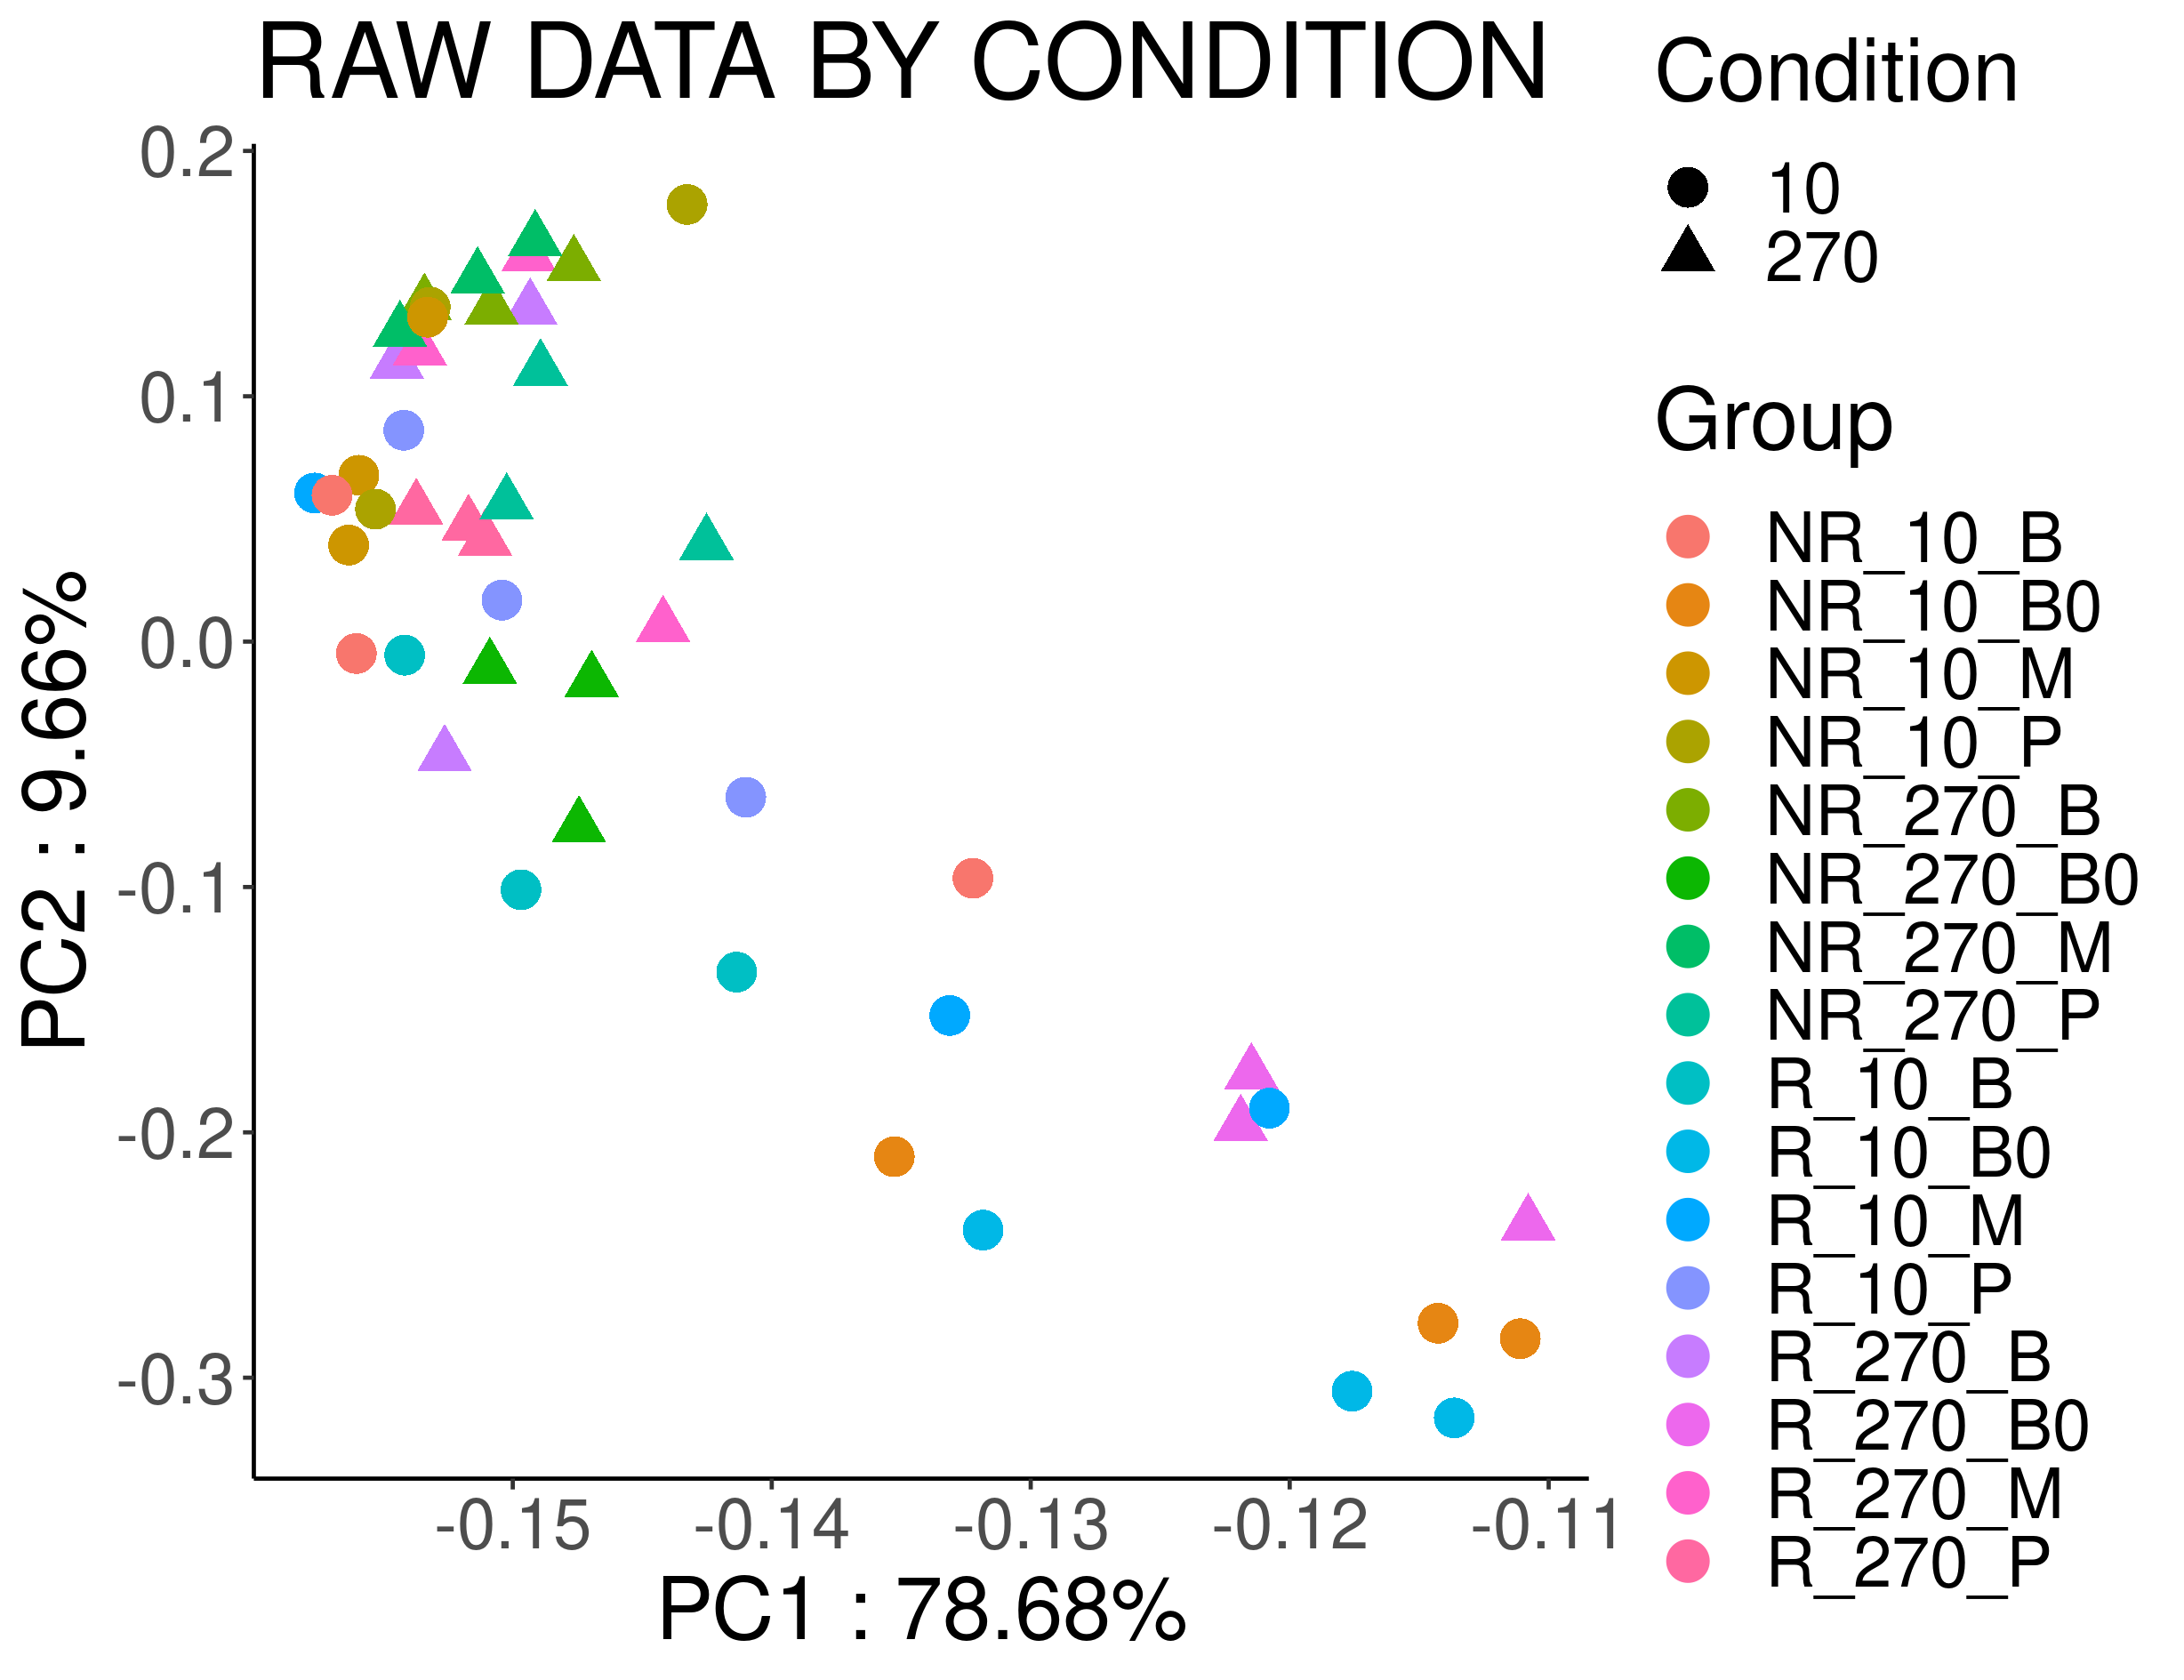 RAW DATA BY CONDITION
0.2
0.1
0.0
-0.1
-0.2
-0.3
PC2 : 9.66%
-0.15
-0.14
-0.13
-0.12
-0.11
PC1 : 78.68%
Condition
10
270
Group
NR_10_B
NR_10_B0
NR_10_M
NR_10_P
NR_270_B
NR_270_B0
NR_270_M
NR_270_P
R_10_B
R_10_B0
R_10_M
R_10_P
R_270_B
R_270_B0
R_270_M
R_270_P